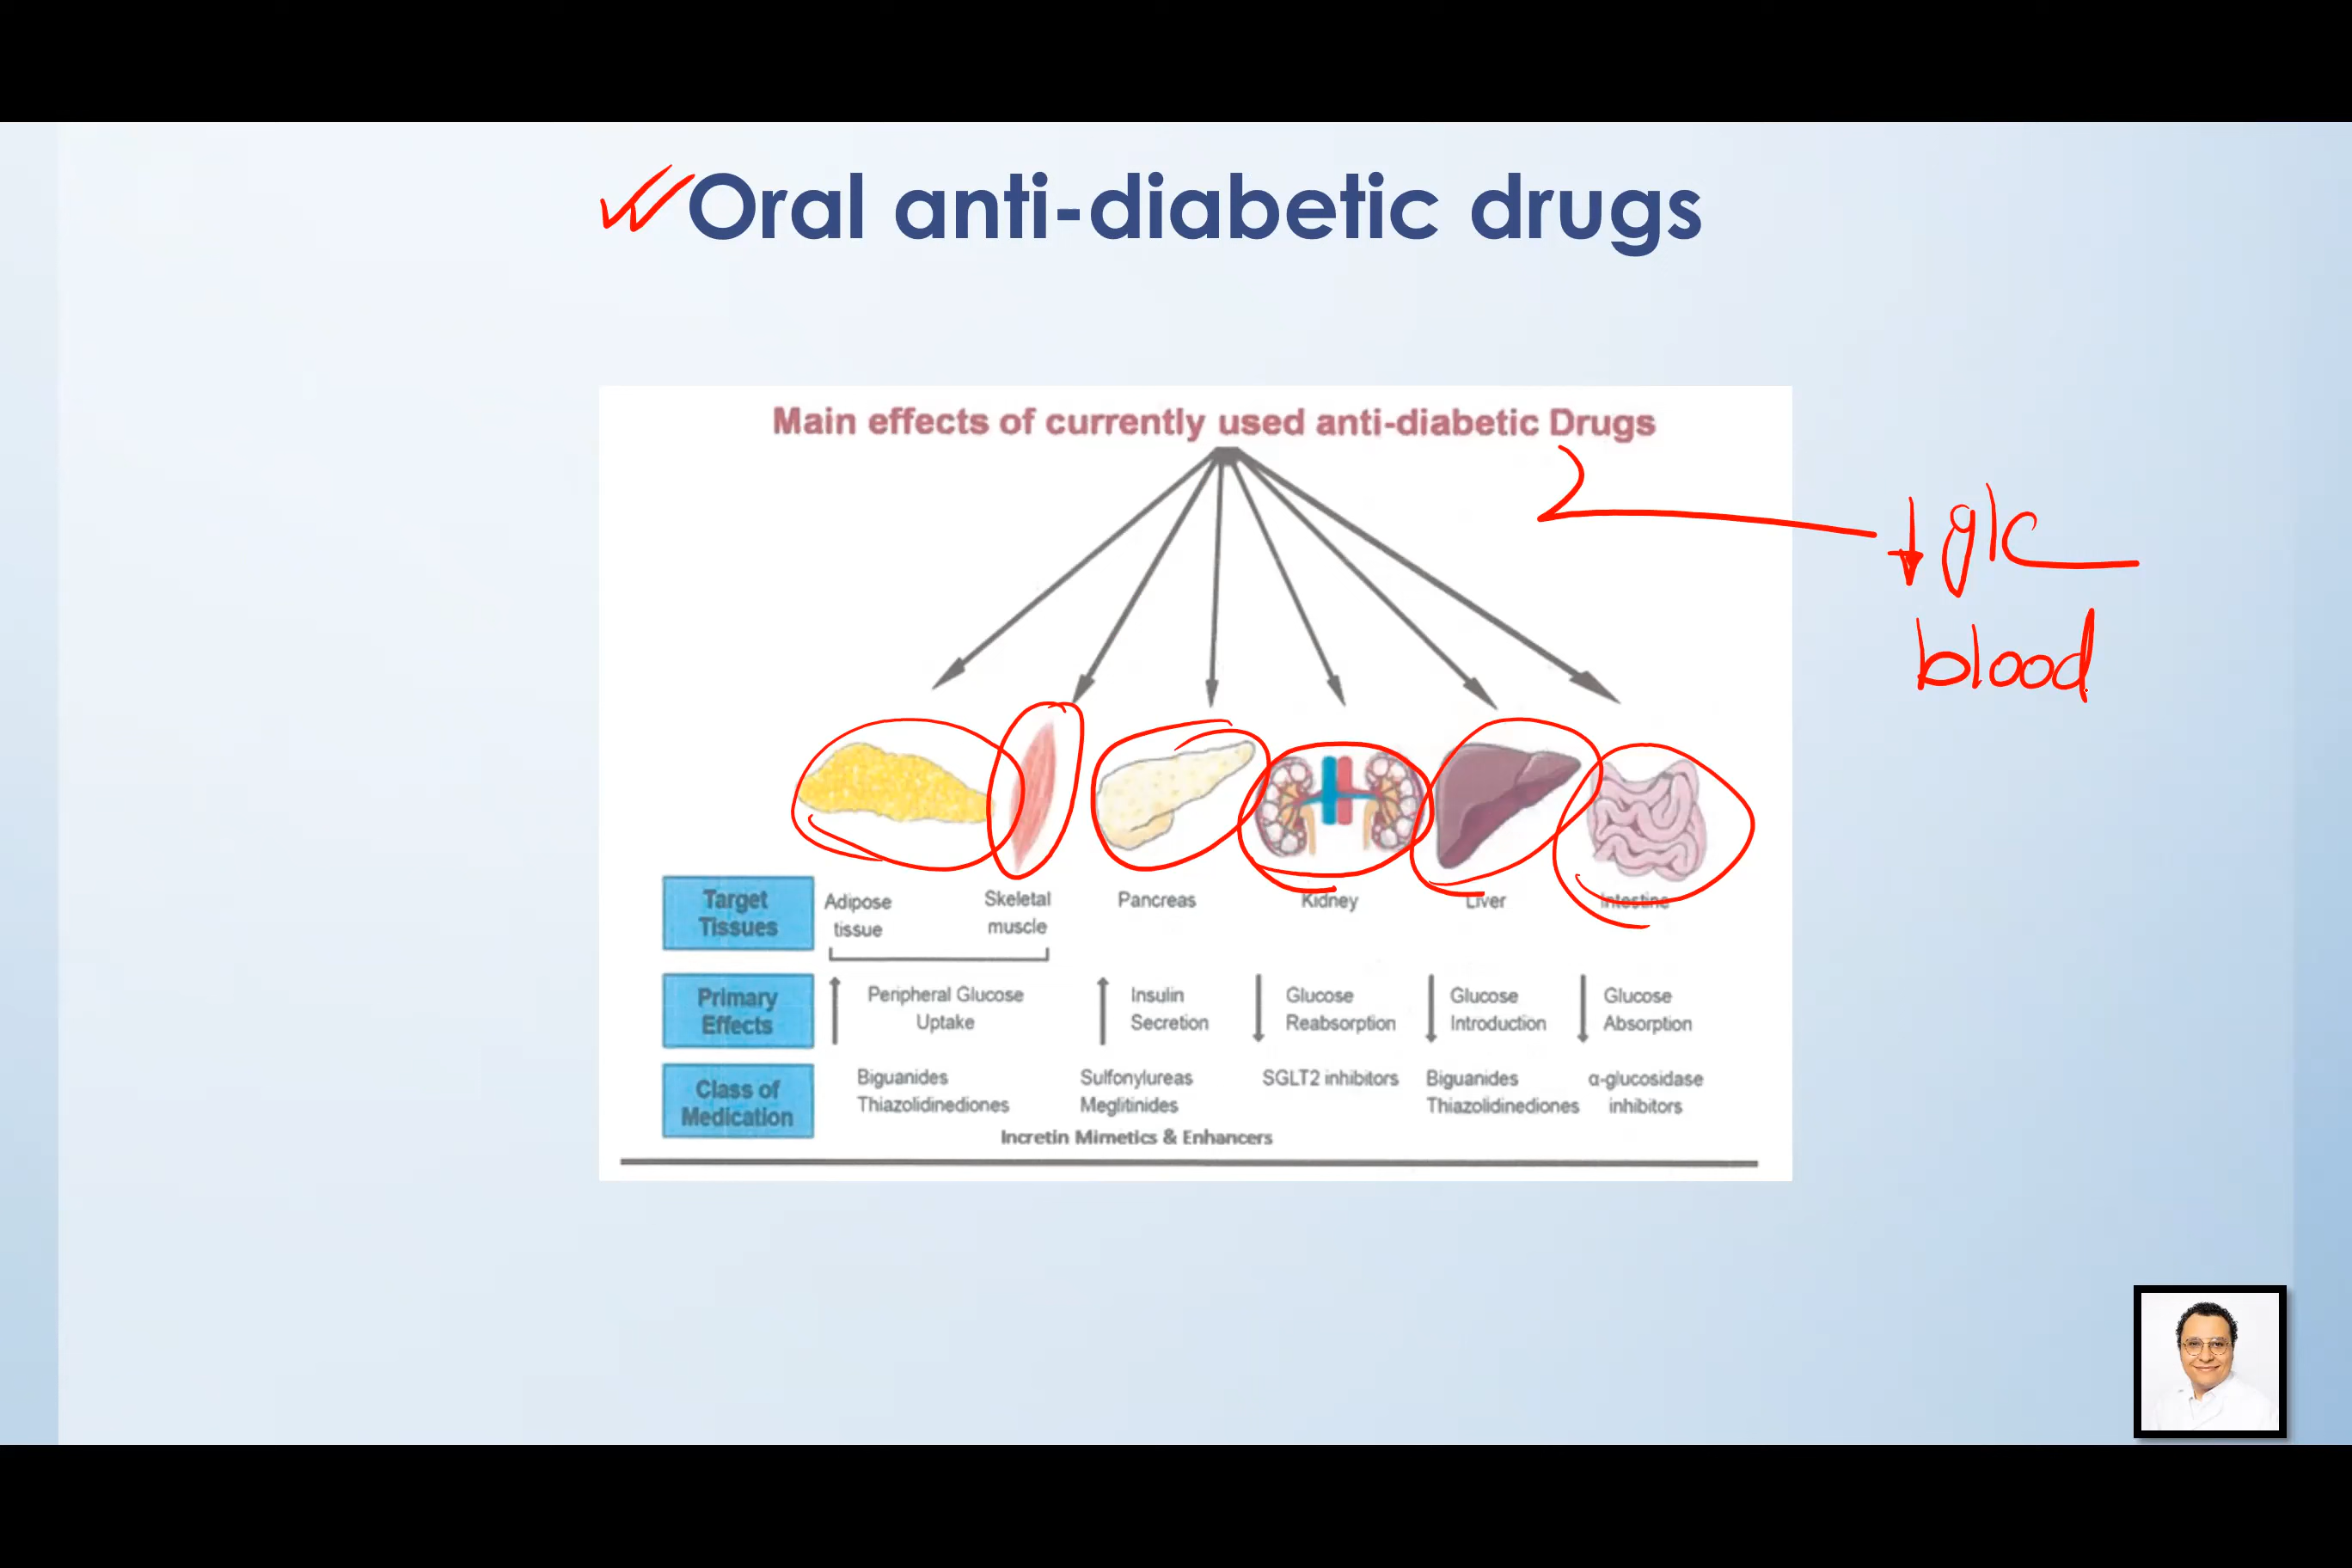 Oral anti-diabetic drugs
Main effects of currently used anti-diabetic Drugs
↓ glc
blood
Target Tissues
Adipose tissue
Skeletal muscle
Pancreas
Kidney
Liver
Intestine
Primary Effects
↑ Peripheral Glucose Uptake
↑ Insulin Secretion
↓ Glucose Reabsorption
↓ Glucose Introduction
↓ Glucose Absorption
Class of Medication
Biguanides
Thiazolidinediones
Sulfonylureas
Meglitinides
SGLT2 inhibitors
Biguanides
Thiazolidinediones
α-glucosidase inhibitors
Incretin Mimetics & Enhancers